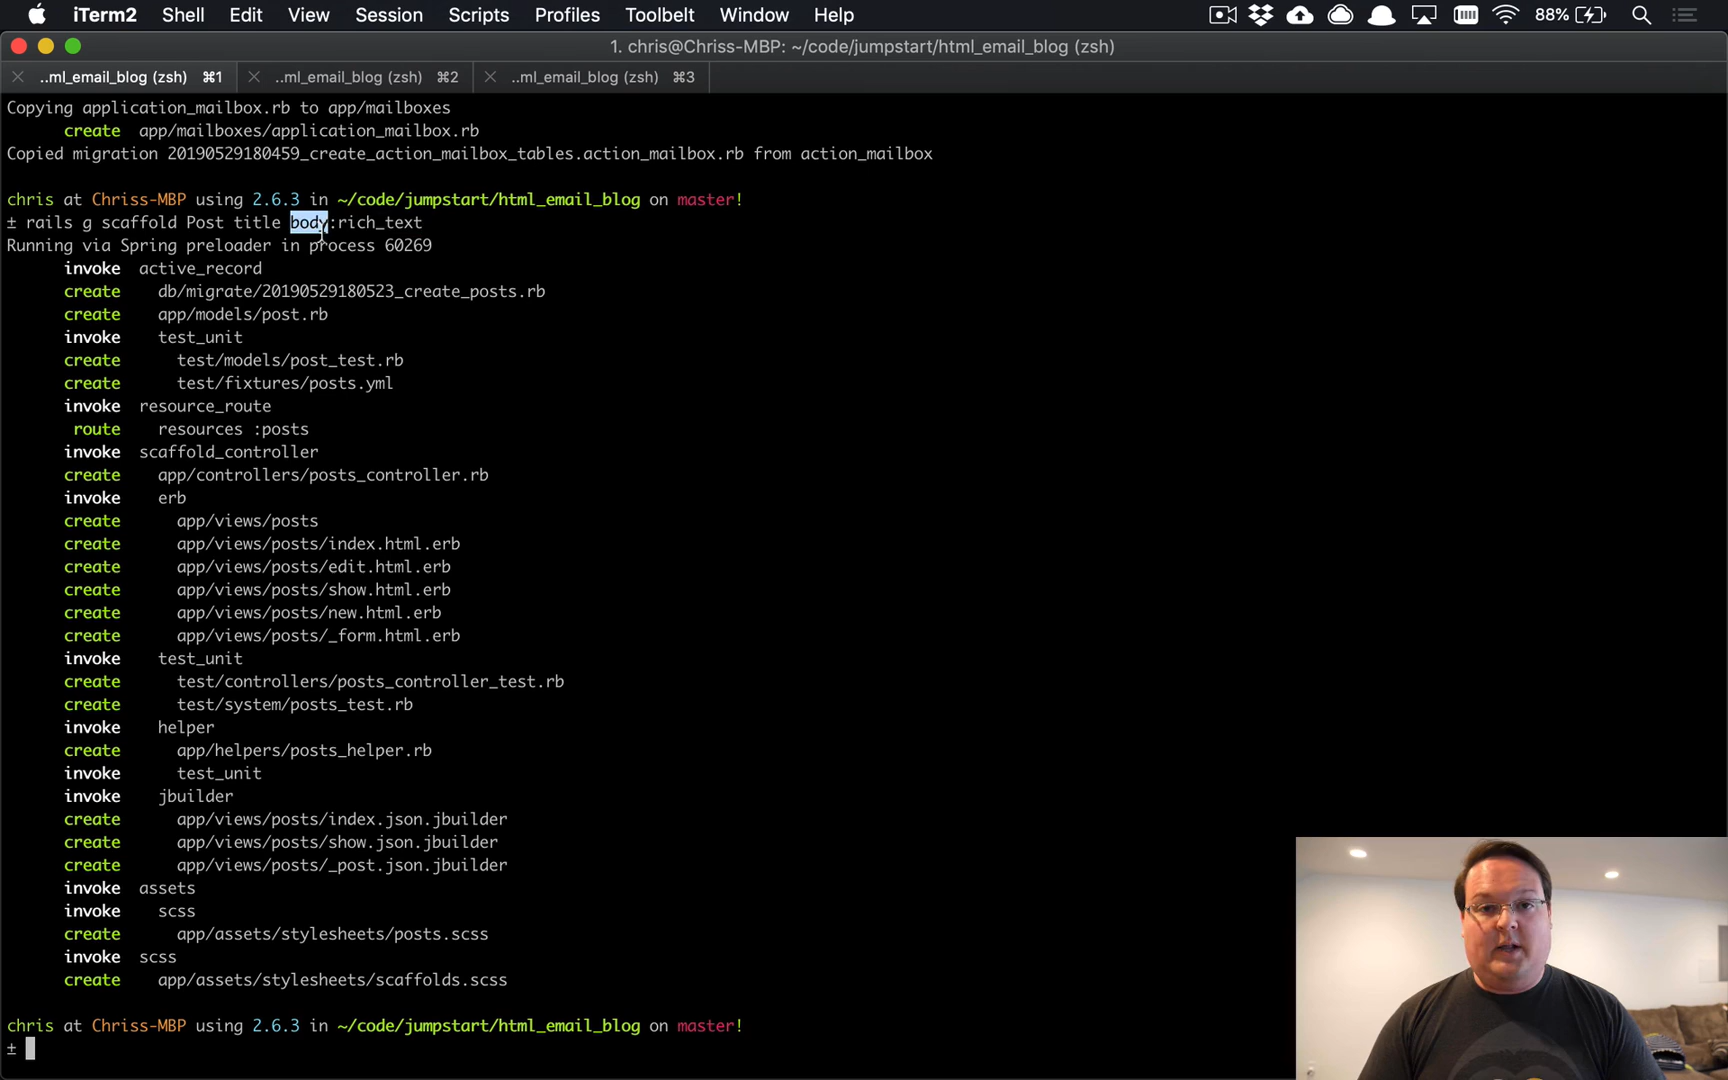 iTerm2 Shell Edit View Session Scripts Profiles Toolbelt Window Help 88%
1. chris@Chriss-MBP: ~/code/jumpstart/html_email_blog (zsh)
..ml_email_blog (zsh) ⌘1 ..ml_email_blog (zsh) ⌘2 ..ml_email_blog (zsh) ⌘3
Copying application_mailbox.rb to app/mailboxes
create app/mailboxes/application_mailbox.rb
Copied migration 20190529180459_create_action_mailbox_tables.action_mailbox.rb from action_mailbox
chris at Chriss-MBP using 2.6.3 in ~/code/jumpstart/html_email_blog on master!
± rails g scaffold Post title body:rich_text
Running via Spring preloader in process 60269
invoke active_record
create db/migrate/20190529180523_create_posts.rb
create app/models/post.rb
invoke test_unit
create test/models/post_test.rb
create test/fixtures/posts.yml
invoke resource_route
route resources :posts
invoke scaffold_controller
create app/controllers/posts_controller.rb
invoke erb
create app/views/posts
create app/views/posts/index.html.erb
create app/views/posts/edit.html.erb
create app/views/posts/show.html.erb
create app/views/posts/new.html.erb
create app/views/posts/_form.html.erb
invoke test_unit
create test/controllers/posts_controller_test.rb
create test/system/posts_test.rb
invoke helper
create app/helpers/posts_helper.rb
invoke test_unit
invoke jbuilder
create app/views/posts/index.json.jbuilder
create app/views/posts/show.json.jbuilder
create app/views/posts/_post.json.jbuilder
invoke assets
invoke scss
create app/assets/stylesheets/posts.scss
invoke scss
create app/assets/stylesheets/scaffolds.scss
chris at Chriss-MBP using 2.6.3 in ~/code/jumpstart/html_email_blog on master!
±